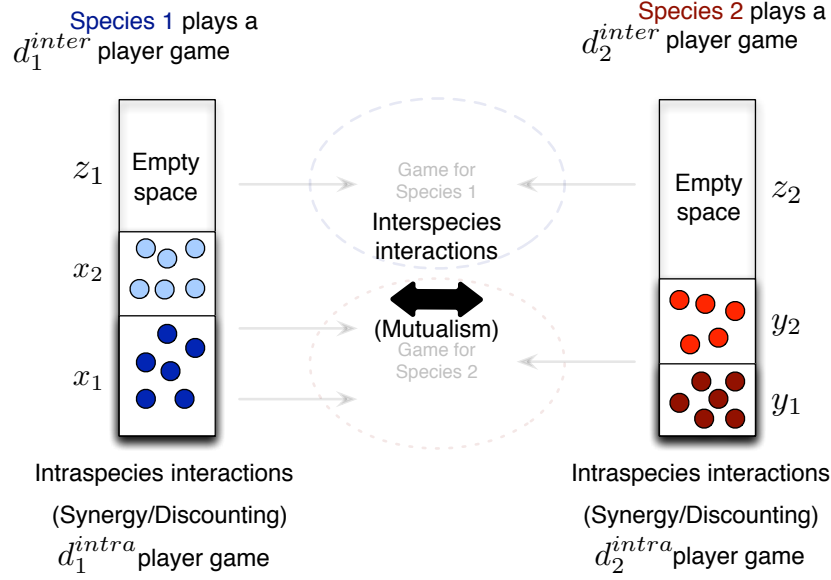 Species 1 plays a
d_1^{inter} player game
Species 2 plays a
d_2^{inter} player game
z_1
Empty
space
Game for
Species 1
Empty
space
z_2
Interspecies
interactions
x_2
(Mutualism)
y_2
Game for
Species 2
x_1
y_1
Intraspecies interactions
(Synergy/Discounting)
d_1^{intra} player game
Intraspecies interactions
(Synergy/Discounting)
d_2^{intra} player game